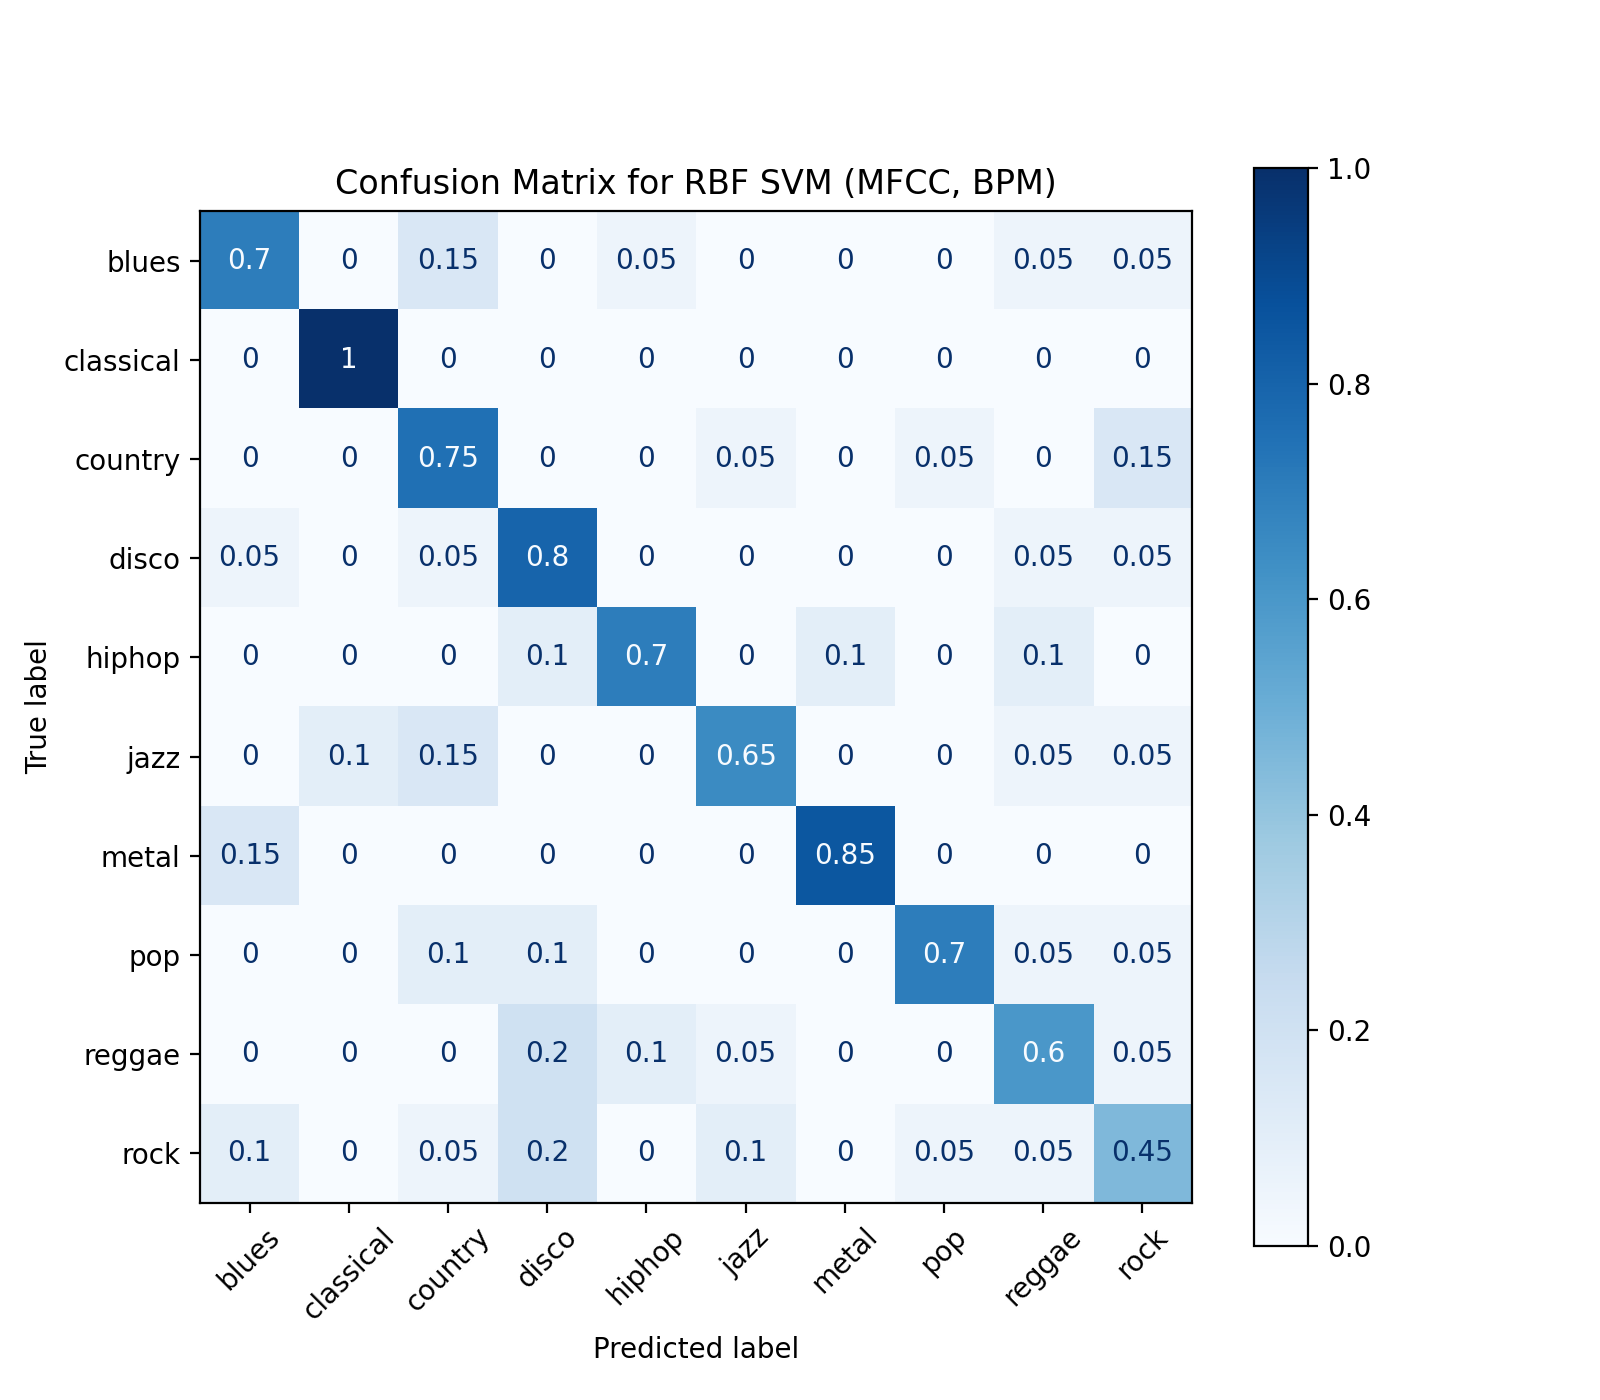 Confusion Matrix for RBF SVM (MFCC, BPM)
blues 0.7 0 0.15 0 0.05 0 0 0 0.05 0.05
classical 0 1 0 0 0 0 0 0 0 0
country 0 0 0.75 0 0 0.05 0 0.05 0 0.15
disco 0.05 0 0.05 0.8 0 0 0 0 0.05 0.05
hiphop 0 0 0 0.1 0.7 0 0.1 0 0.1 0
jazz 0 0.1 0.15 0 0 0.65 0 0 0.05 0.05
metal 0.15 0 0 0 0 0 0.85 0 0 0
pop 0 0 0.1 0.1 0 0 0 0.7 0.05 0.05
reggae 0 0 0 0.2 0.1 0.05 0 0 0.6 0.05
rock 0.1 0 0.05 0.2 0 0.1 0 0.05 0.05 0.45
blues classical country disco hiphop jazz metal pop reggae rock
Predicted label
True label
1.0
0.8
0.6
0.4
0.2
0.0